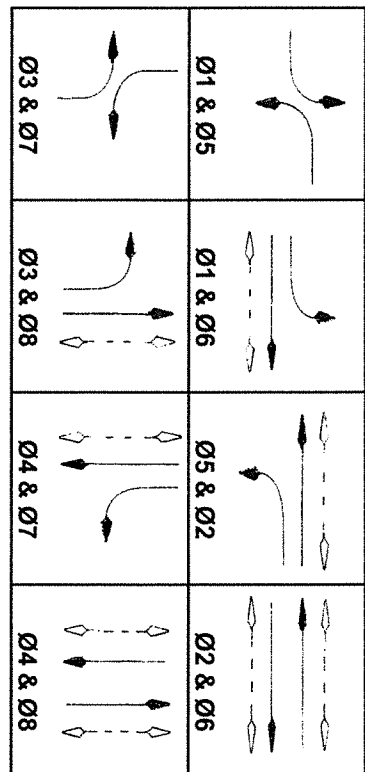 Ø1 & Ø5
Ø1 & Ø6
Ø5 & Ø2
Ø2 & Ø6
Ø3 & Ø7
Ø3 & Ø8
Ø4 & Ø7
Ø4 & Ø8